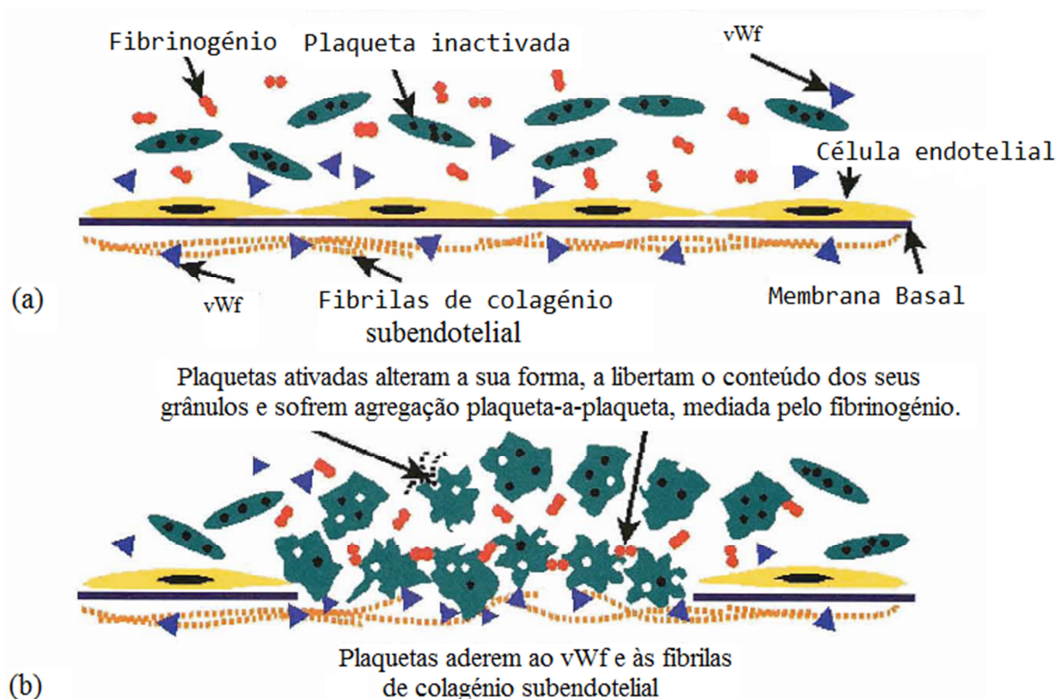 Fibrinogénio
Plaqueta inactivada
vWf
Célula endotelial
vWf
Fibrilas de colagénio
subendotelial
Membrana Basal
(a)
Plaquetas ativadas alteram a sua forma, a libertam o conteúdo dos seus
grânulos e sofrem agregação plaqueta-a-plaqueta, mediada pelo fibrinogénio.
Plaquetas aderem ao vWf e às fibrilas
de colagénio subendotelial
(b)